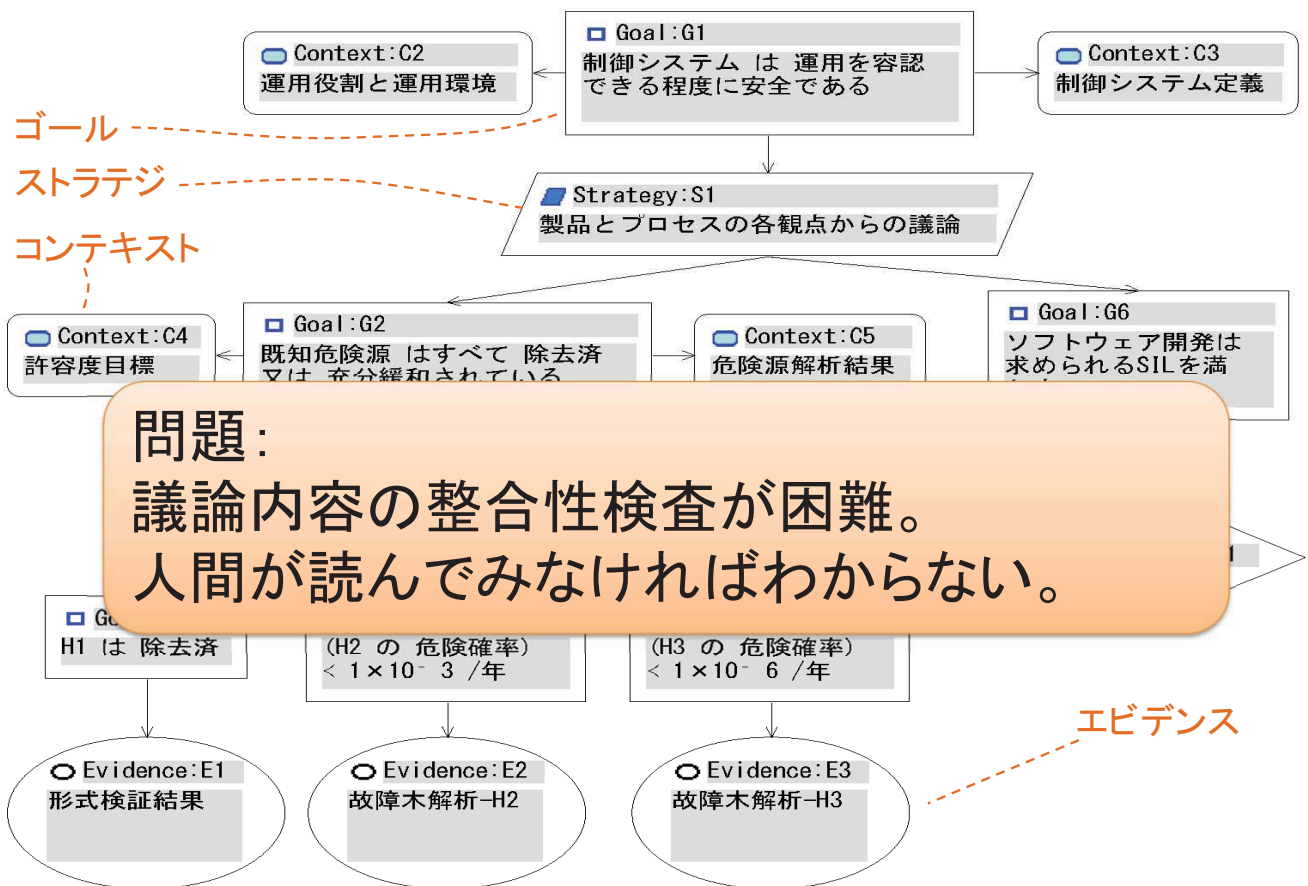 Goal:G1
制御システム は 運用を容認
できる程度に安全である
Context:C2
運用役割と運用環境
Context:C3
制御システム定義
ゴール
ストラテジ
Strategy:S1
製品とプロセスの各観点からの議論
コンテキスト
Context:C4
許容度目標
Goal:G2
既知危険源 はすべて 除去済
又は 充分緩和されている
Context:C5
危険源解析結果
Goal:G6
ソフトウェア開発は
求められるSILを満
問題:
議論内容の整合性検査が困難。
人間が読んでみなければわからない。
H1 は 除去済
(H2 の 危険確率)
< 1×10- 3 /年
(H3 の 危険確率)
< 1×10- 6 /年
エビデンス
Evidence:E1
形式検証結果
Evidence:E2
故障木解析-H2
Evidence:E3
故障木解析-H3